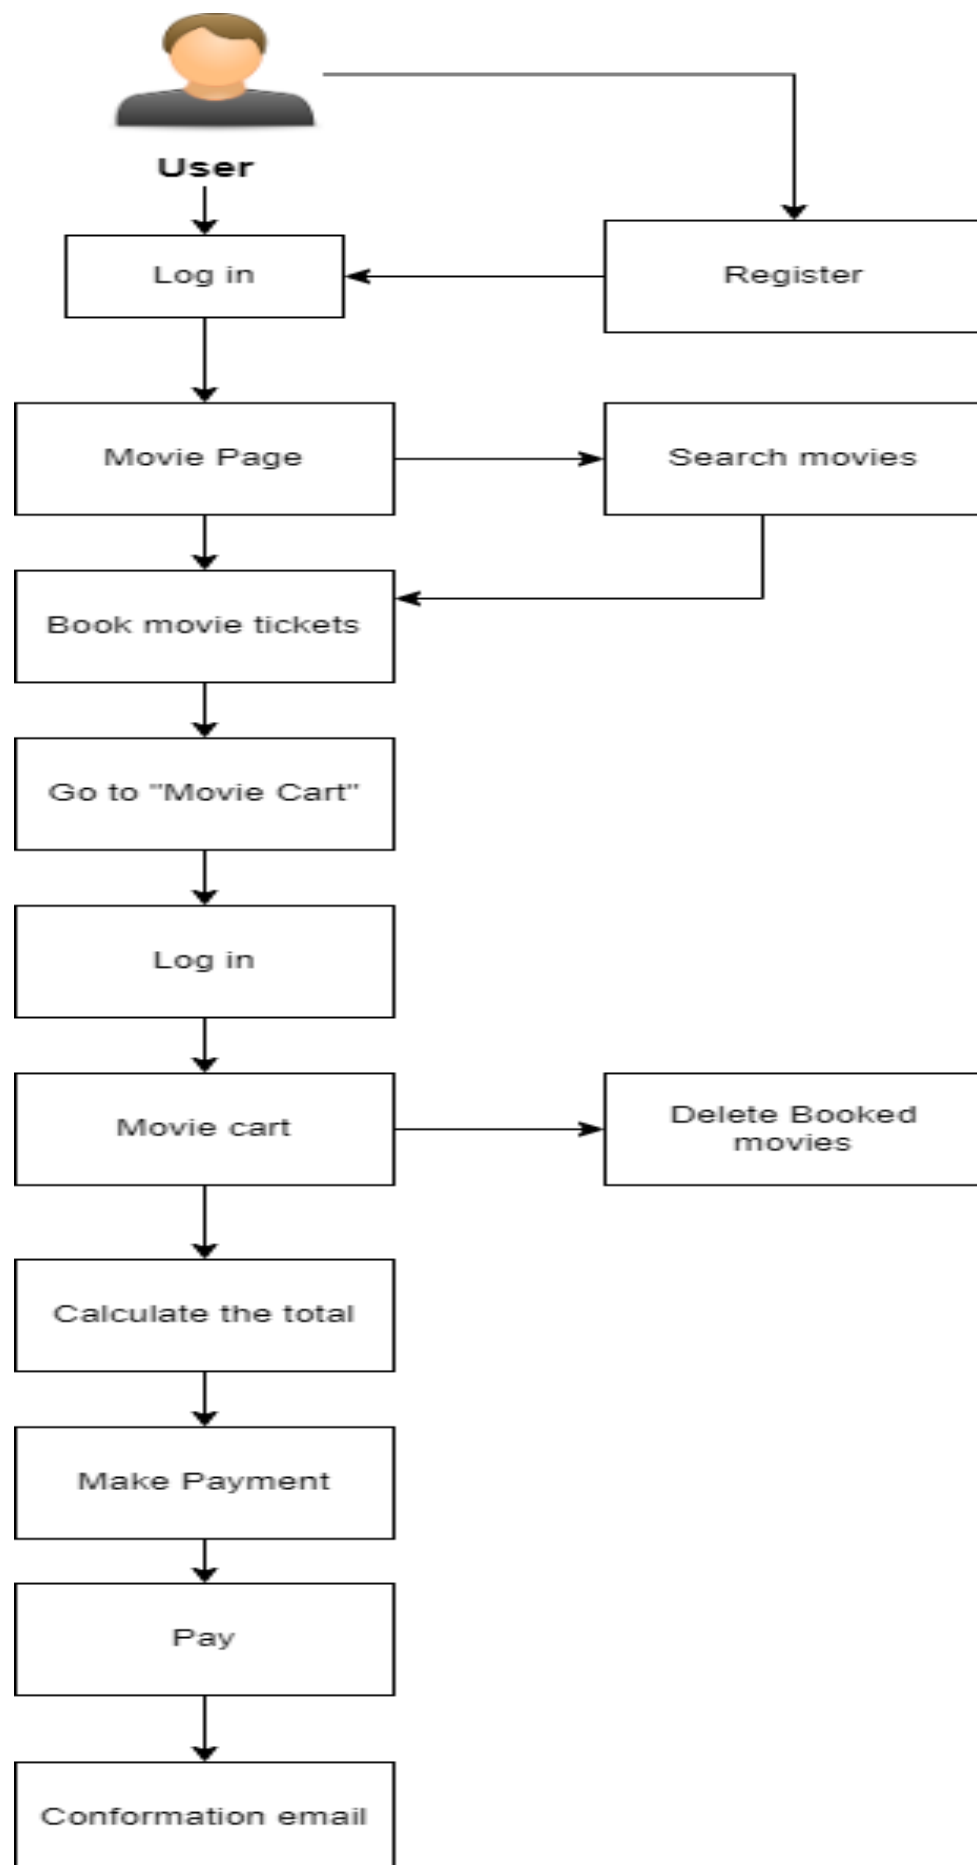 User
Log in
Register
Movie Page
Search movies
Book movie tickets
Go to "Movie Cart"
Log in
Movie cart
Delete Booked
movies
Calculate the total
Make Payment
Pay
Conformation email